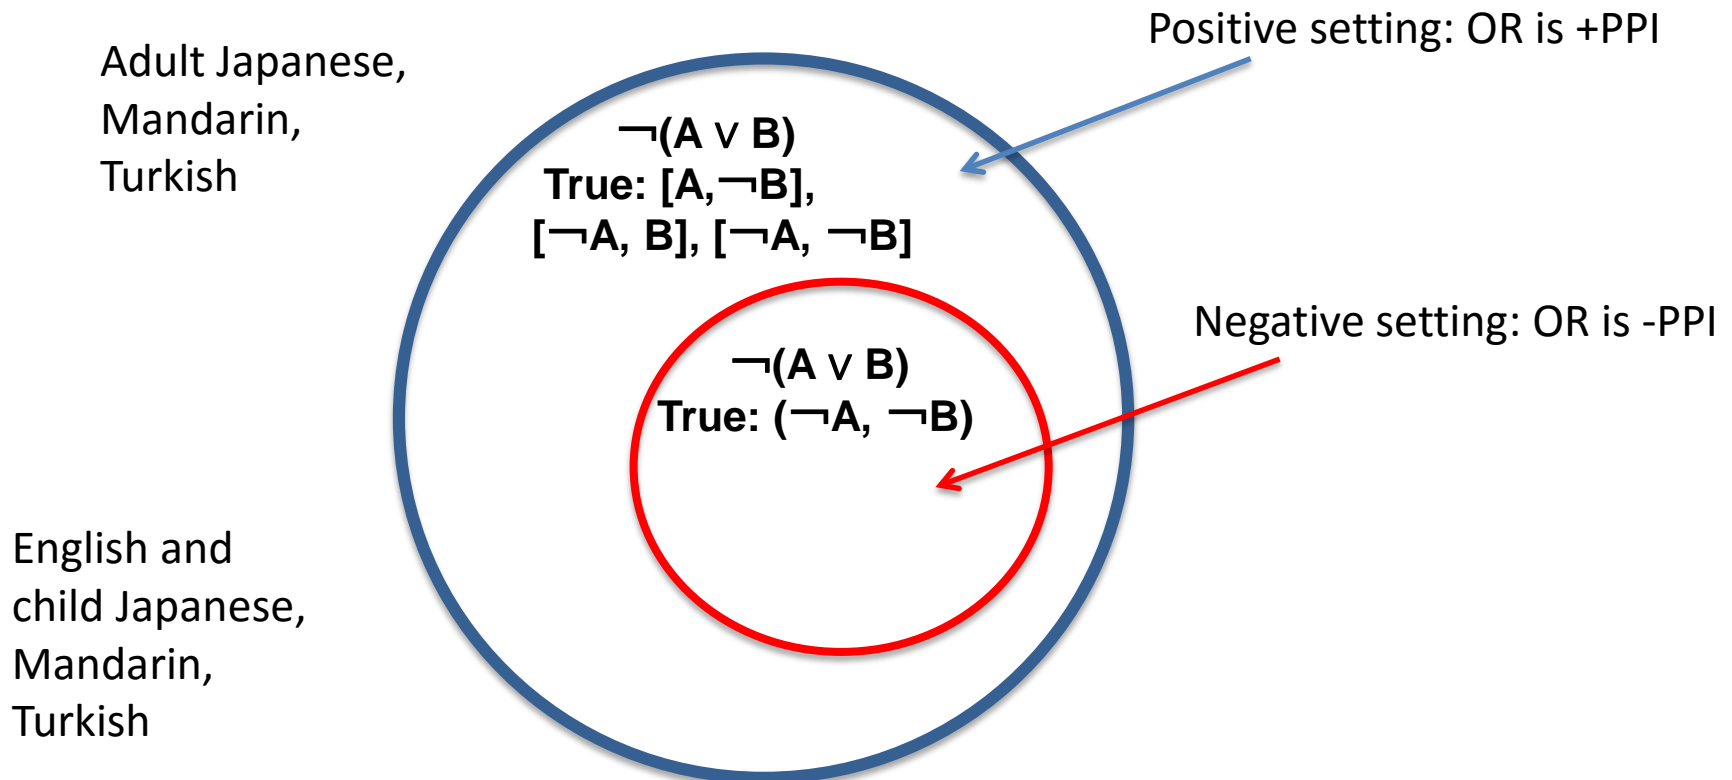 Positive setting: OR is +PPI
Adult Japanese,
Mandarin,
Turkish
¬(A ∨ B)
True: [A,¬B],
[¬A, B], [¬A, ¬B]
Negative setting: OR is -PPI
¬(A ∨ B)
True: (¬A, ¬B)
English and
child Japanese,
Mandarin,
Turkish